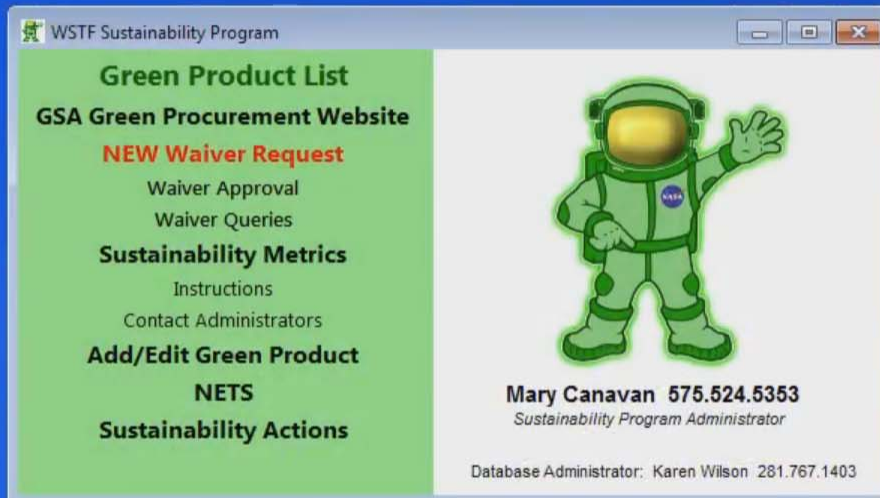 WSTF Sustainability Program
Green Product List
GSA Green Procurement Website
NEW Waiver Request
Waiver Approval
Waiver Queries
Sustainability Metrics
Instructions
Contact Administrators
Add/Edit Green Product
NETS
Sustainability Actions
NASA
Mary Canavan 575.524.5353
Sustainability Program Administrator
Database Administrator: Karen Wilson 281.767.1403